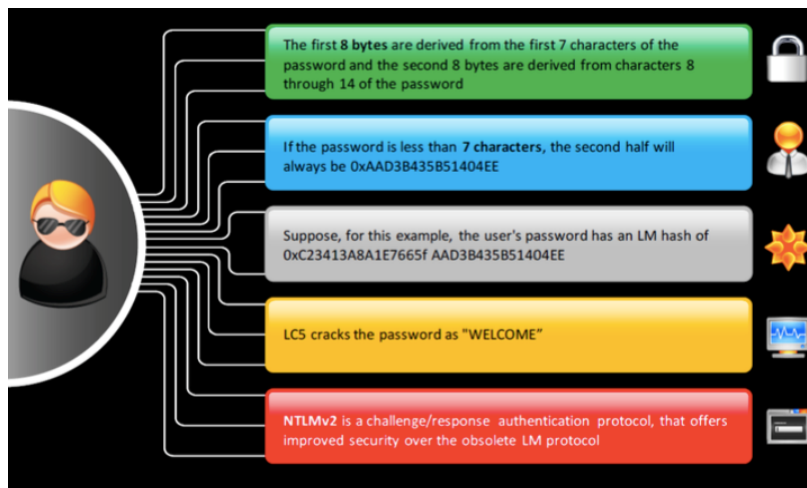 The first 8 bytes are derived from the first 7 characters of the
password and the second 8 bytes are derived from characters 8
through 14 of the password
If the password is less than 7 characters, the second half will
always be 0xAAD3B435B51404EE
Suppose, for this example, the user's password has an LM hash of
0xC23413A8A1E7665f AAD3B435B51404EE
LC5 cracks the password as "WELCOME”
NTLMv2 is a challenge/response authentication protocol, that offers
improved security over the obsolete LM protocol